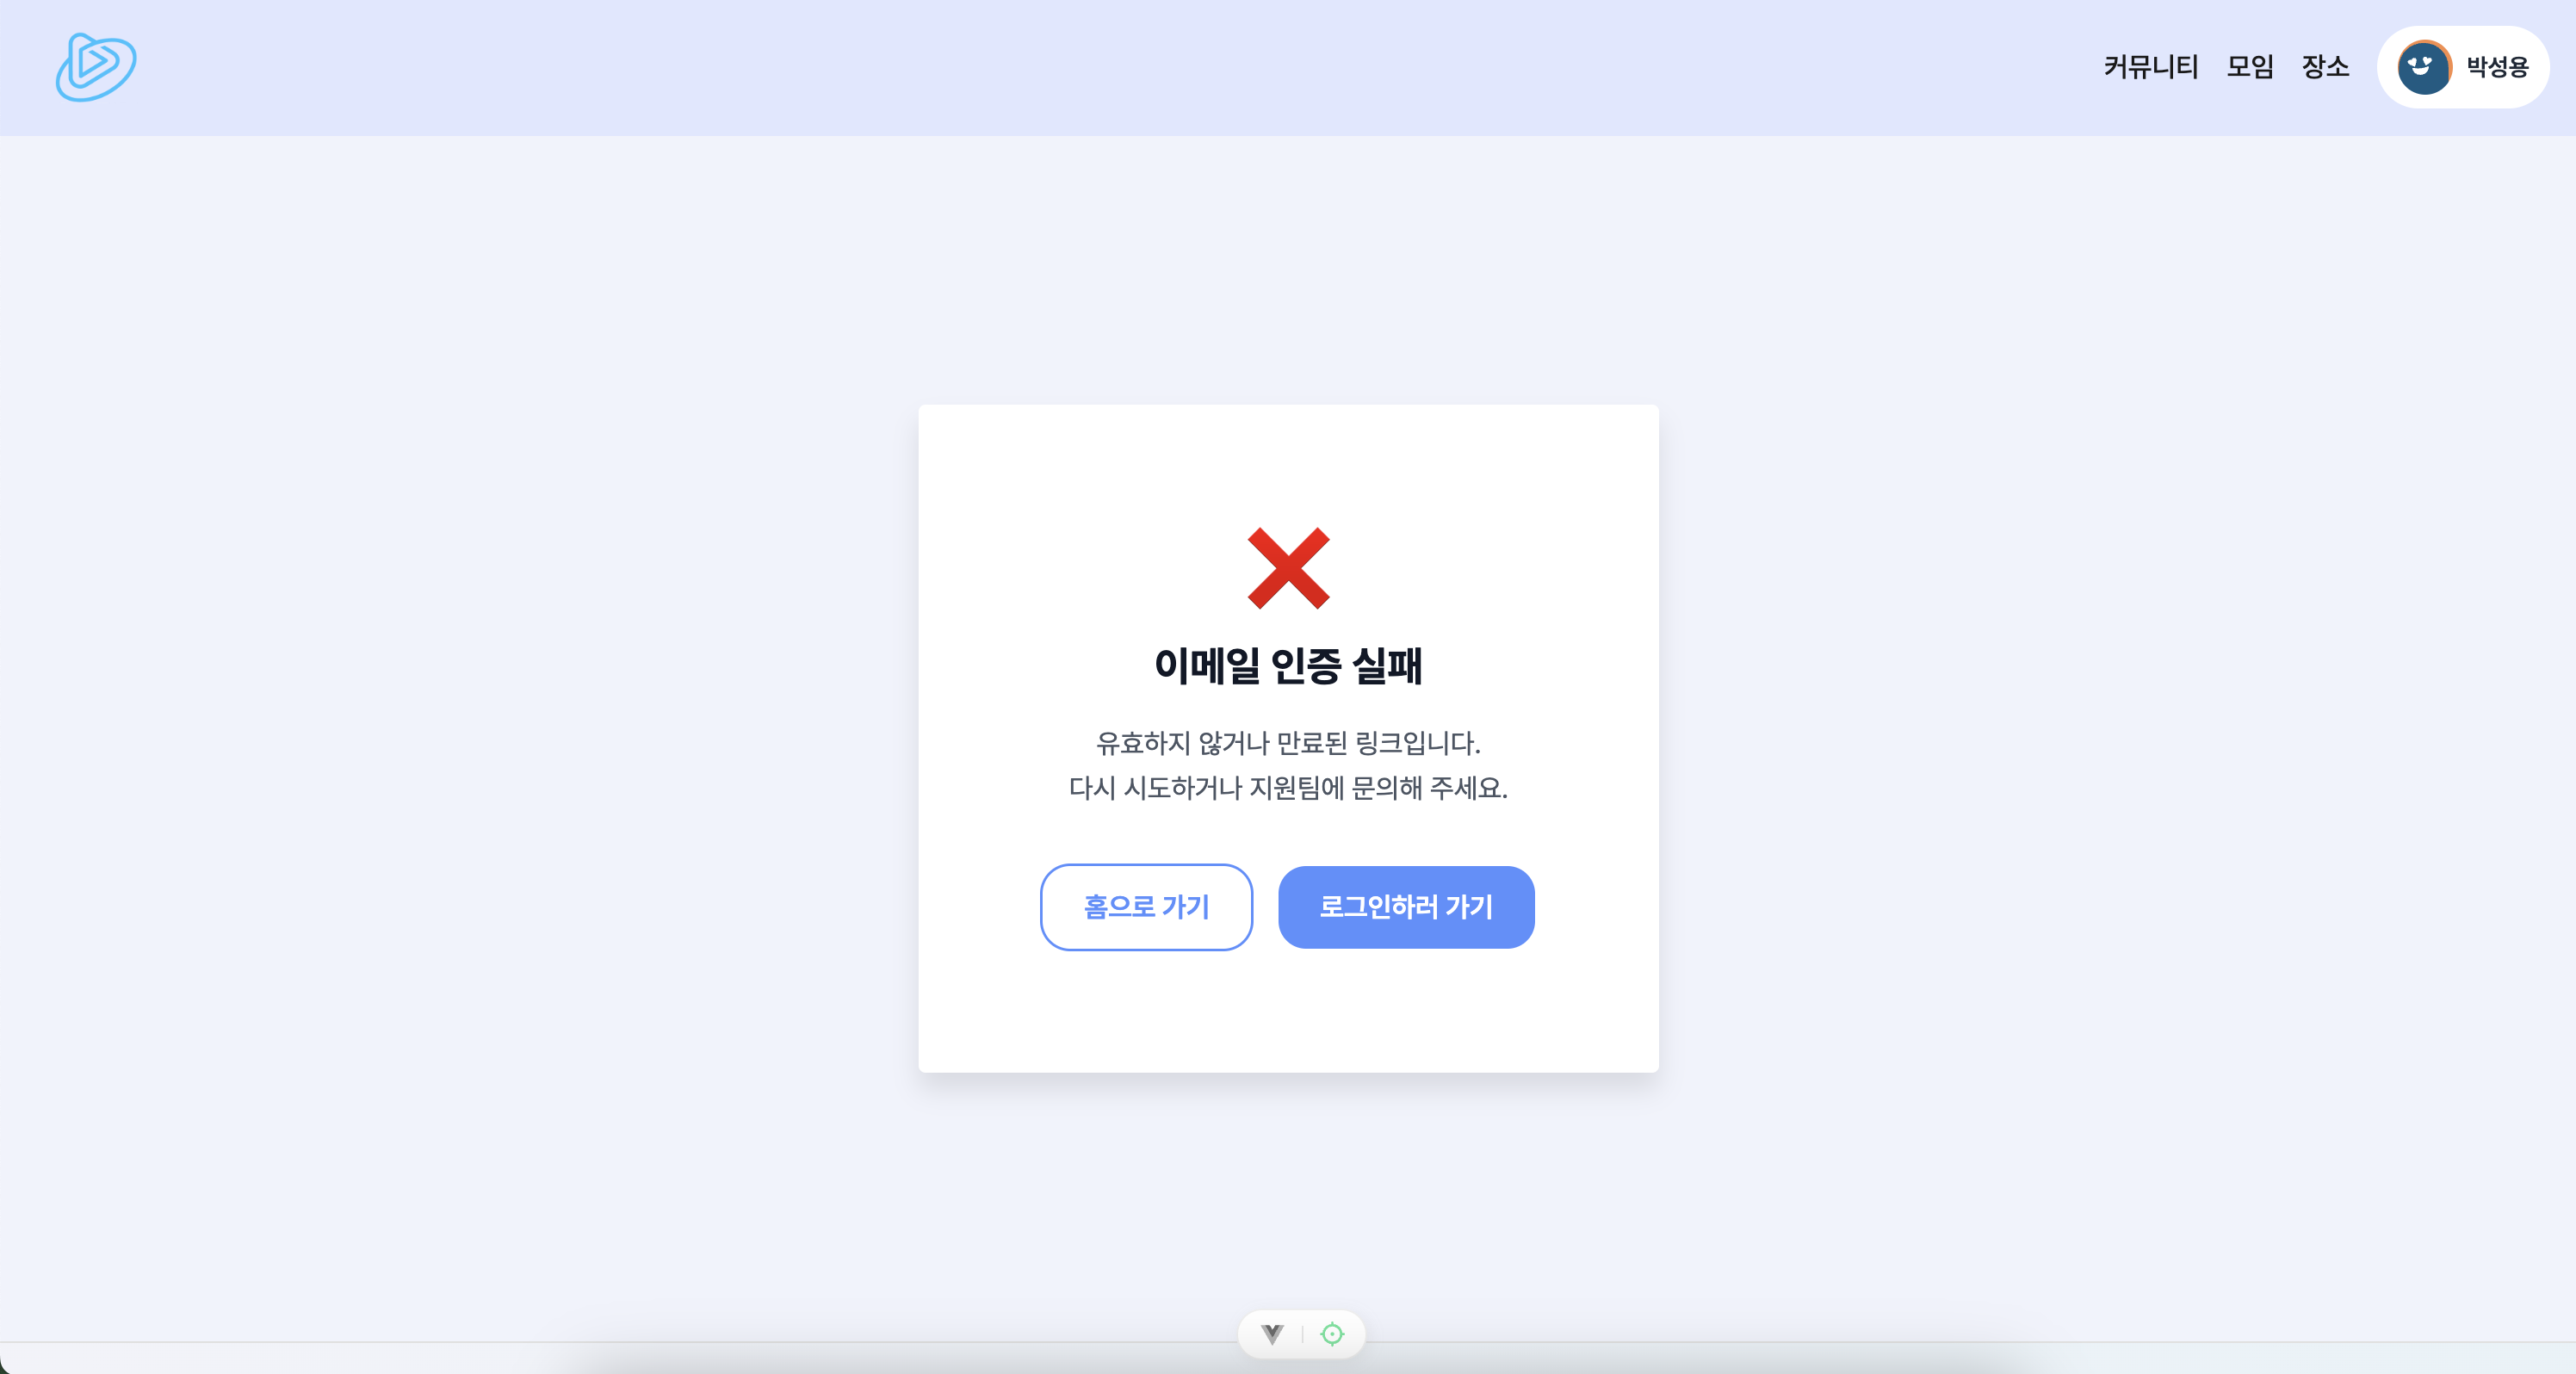 커뮤니티 모임 장소 박성용
이메일 인증 실패
유효하지 않거나 만료된 링크입니다.
다시 시도하거나 지원팀에 문의해 주세요.
홈으로 가기 로그인하러 가기